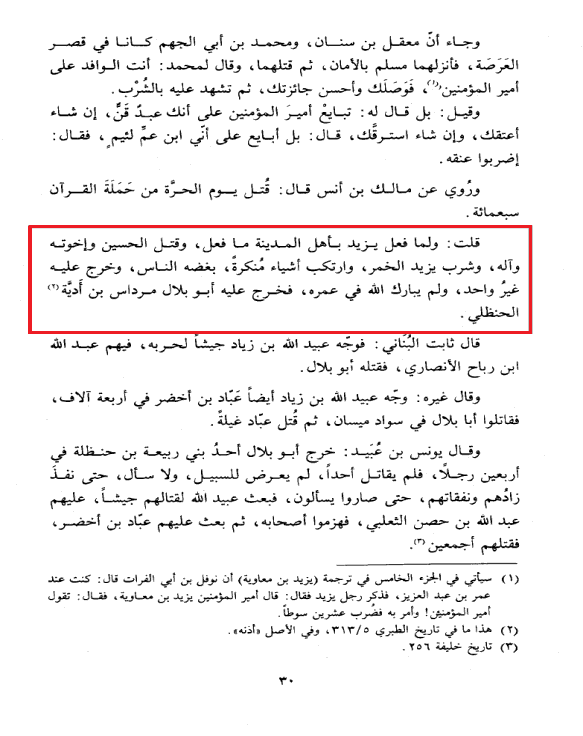 وجاء أنّ معقل بن سنان، ومحمد بن أبي الجهم كانا في قصر
العَرَصَة، فأنزلهما مسلم بالأمان، ثم قتلهما، وقال لمحمد: أنت الوافد على
أمير المؤمنين(١)، فَوَصَلَك وأحسن جائزتك، ثم تشهد عليه بالشُرْب.
وقيل: بل قال له: تبايعْ أميرَ المؤمنين على أنك عبدٌ قَنٌّ، إن شاء
أعتقك، وإن شاء استرقَّك، قال: بل أبايع على أنّي ابن عمِّ لئيمٍ، فقال:
إضربوا عنقه.
ورُوي عن مالك بن أنس قال: قُتل يوم الحرَّة من حَمَلَة القرآن
سبعمائة.
قلت: ولما فعل يزيد بأهل المدينة ما فعل، وقتل الحسين وإخوته
وآله، وشرب يزيد الخمر، وارتكب أشياء مُنكرةً، بغضه الناس، وخرج عليه
غيرُ واحد، ولم يبارك الله في عمره، فخرج عليه أبو بلال مرداس بن أُديَّة(٢)
الحنظلي.
قال ثابت البُنَاني: فوجّه عبيد الله بن زياد جيشاً لحربه، فيهم عبد الله
ابن رباح الأنصاري، فقتله أبو بلال.
وقال غيره: وجّه عبيد الله بن زياد أيضاً عَبّاد بن أخضر في أربعة آلاف،
فقاتلوا أبا بلال في سواد ميسان، ثم قُتل عبّاد غيلةً.
وقال يونس بن عُبَيد: خرج أبو بلال أحدُ بني ربيعة بن حنظلة في
أربعين رجلاً، فلم يقاتل أحداً، لم يعرض للسبيل، ولا سأل، حتى نفذَ
زادُهم ونفقاتهم، حتى صاروا يسألون، فبعث عبيد الله لقتالهم جيشاً، عليهم
عبد الله بن حصن الثعلبي، فهزموا أصحابه، ثم بعث عليهم عبّاد بن أخضر،
فقتلهم أجمعين(٣).
(١) سيأتي في الجزء الخامس في ترجمة (يزيد بن معاوية) أن نوفل بن أبي الفرات قال: كنت عند
عمر بن عبد العزيز، فذكر رجل يزيد فقال: قال أمير المؤمنين يزيد بن معاوية، فقال: تقول
أمير المؤمنين! وأمر به فضُرب عشرين سوطاً.
(٢) هذا ما في تاريخ الطبري ٣١٣/٥، وفي الأصل «أذنه».
(٣) تاريخ خليفة ٢٥٦.
٣٠